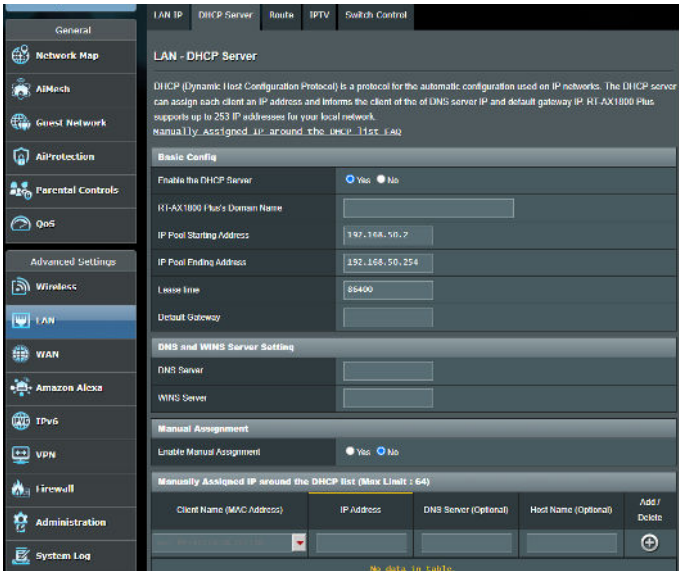 LAN IP DHCP Server Route IPTV Switch Control
General
Network Map
AiMesh
Guest Network
AiProtection
Parental Controls
QoS
Advanced Settings
Wireless
LAN
WAN
Amazon Alexa
IPv6
VPN
Firewall
Administration
System Log
LAN - DHCP Server
DHCP (Dynamic Host Configuration Protocol) is a protocol for the automatic configuration used on IP networks. The DHCP server
can assign each client an IP address and informs the client of the of DNS server IP and default gateway IP. RT-AX1800 Plus
supports up to 253 IP addresses for your local network.
Manually Assigned IP around the DHCP list FAQ
Basic Config
Enable the DHCP Server Yes No
RT-AX1800 Plus's Domain Name
IP Pool Starting Address 192.168.50.2
IP Pool Ending Address 192.168.50.254
Lease time 86400
Default Gateway
DNS and WINS Server Setting
DNS Server
WINS Server
Manual Assignment
Enable Manual Assignment Yes No
Manually Assigned IP around the DHCP list (Max Limit : 64)
Client Name (MAC Address) IP Address DNS Server (Optional) Host Name (Optional) Add / Delete
No data in table.